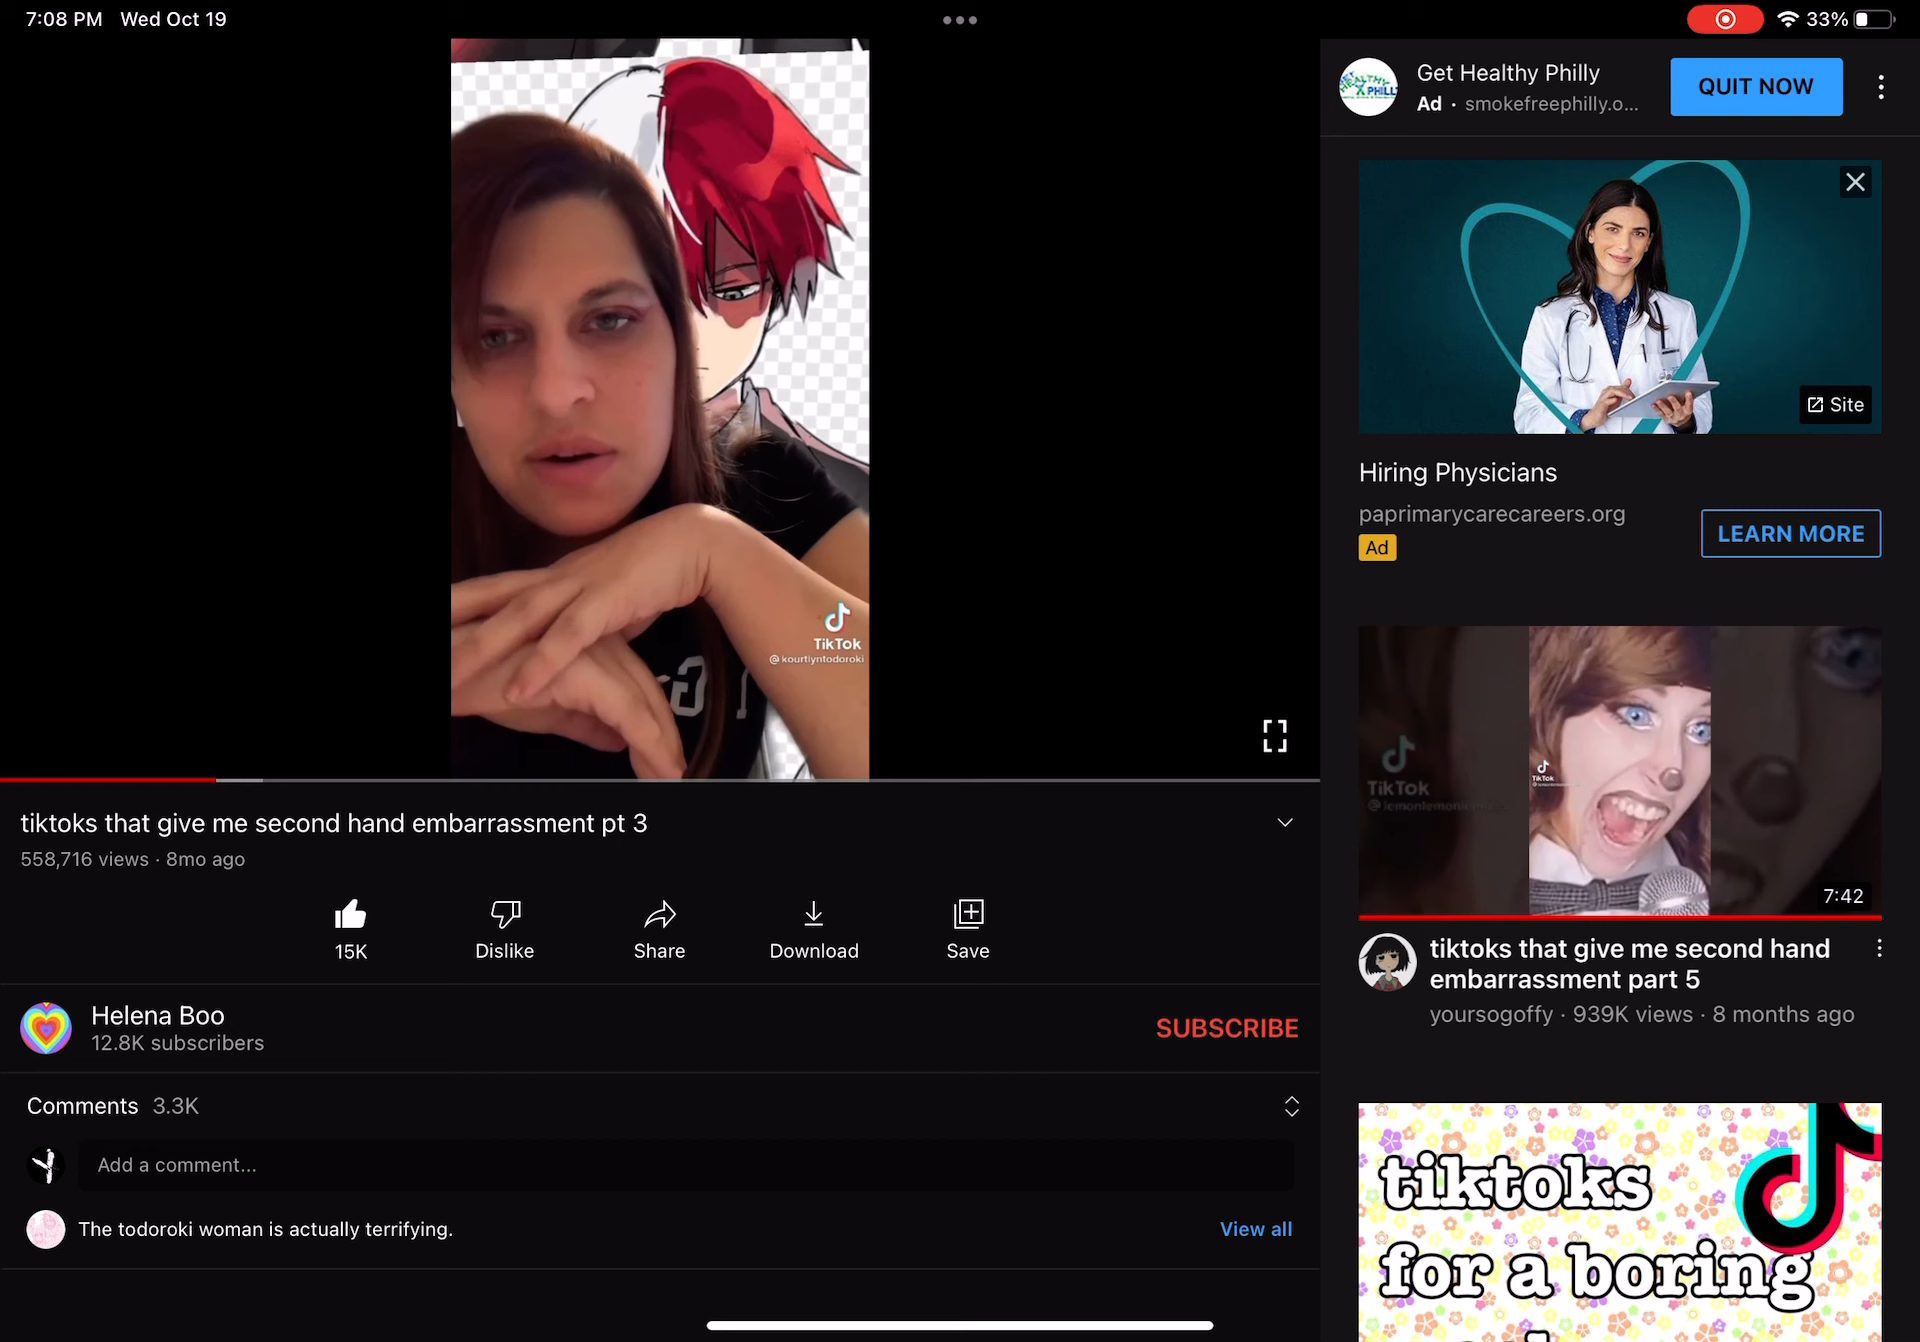 7:08 PM Wed Oct 19
33%
TikTok
@kourtlyntodoroki
tiktoks that give me second hand embarrassment pt 3
558,716 views · 8mo ago
15K
Dislike
Share
Download
Save
Helena Boo
12.8K subscribers
SUBSCRIBE
Comments 3.3K
Add a comment...
The todoroki woman is actually terrifying.
View all
Get Healthy Philly
Ad · smokefreephilly.o...
QUIT NOW
Site
Hiring Physicians
paprimarycarecareers.org
Ad
LEARN MORE
TikTok
TikTok
7:42
tiktoks that give me second hand
embarrassment part 5
yoursogoffy · 939K views · 8 months ago
tiktoks
for a boring